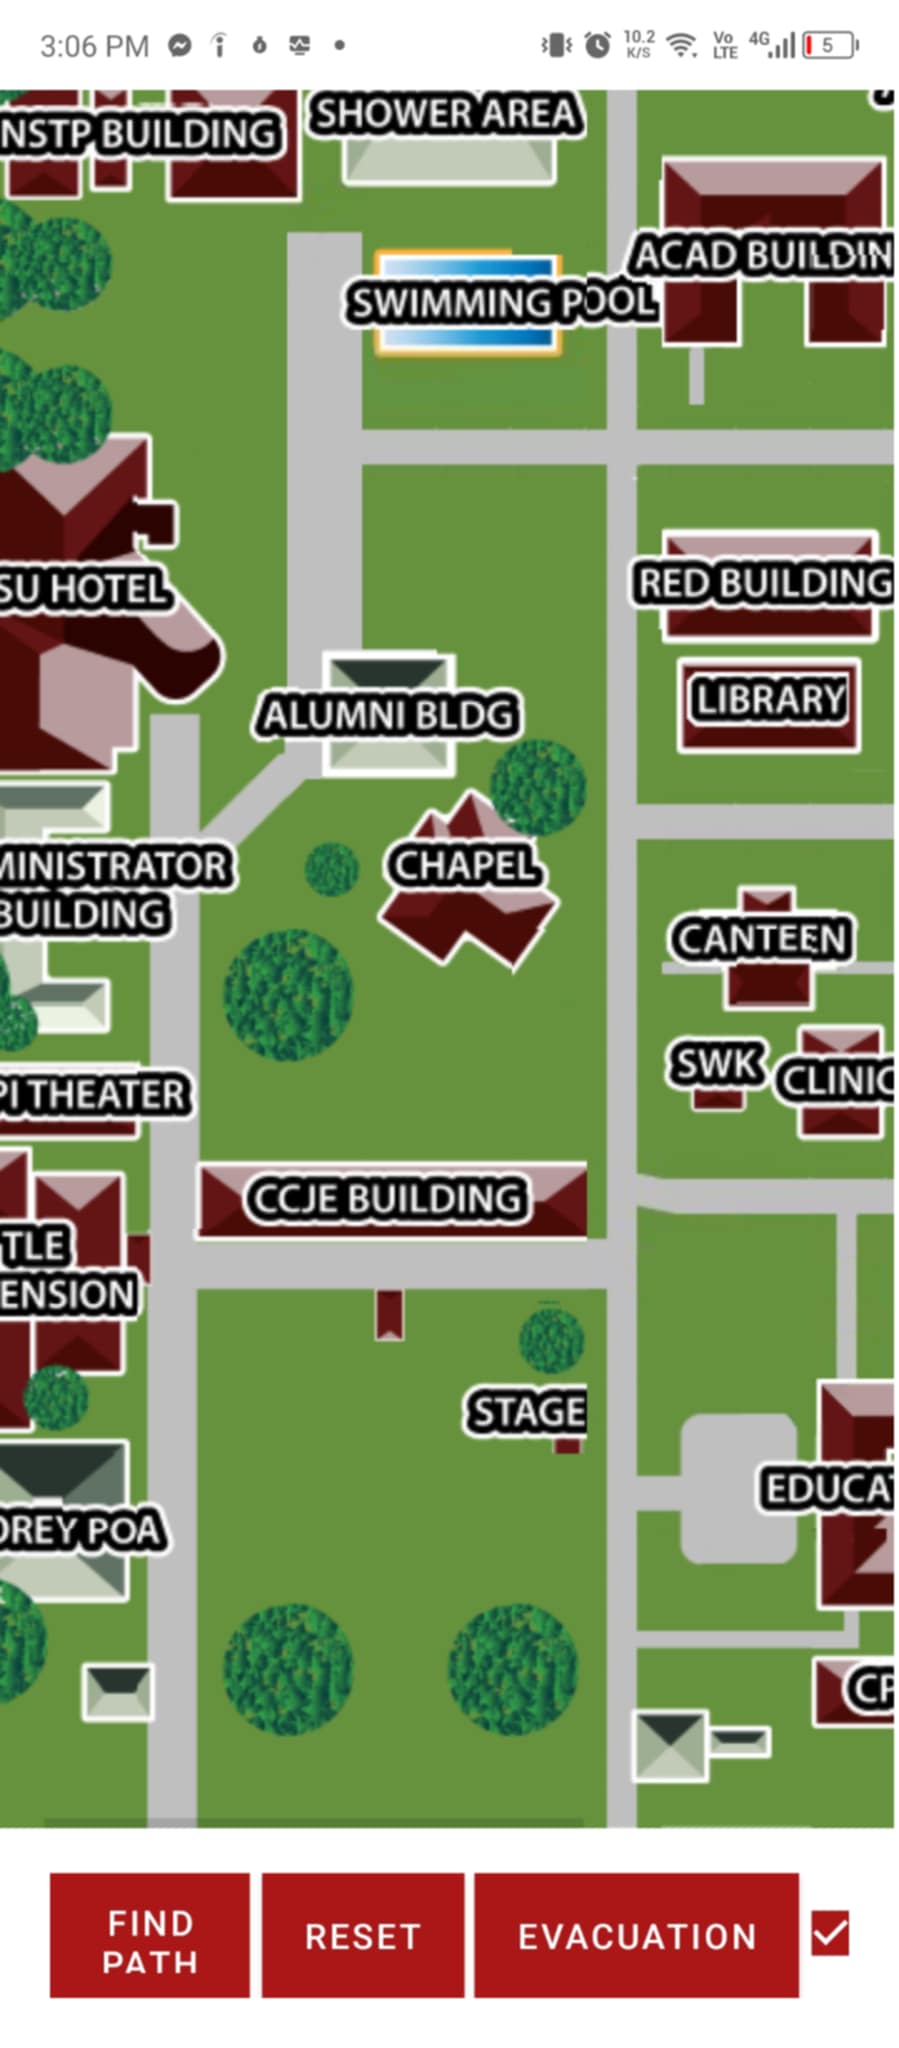 3:06 PM
10.2
K/S
Vo
LTE
4G
5
NSTP BUILDING
SHOWER AREA
ACAD BUILDIN
SWIMMING POOL
SU HOTEL
RED BUILDING
LIBRARY
ALUMNI BLDG
MINISTRATOR
BUILDING
CHAPEL
CANTEEN
SWK
CLINIC
PI THEATER
CCJE BUILDING
TLE
ENSION
STAGE
EDUCAT
OREY POA
CP
FIND
PATH
RESET
EVACUATION